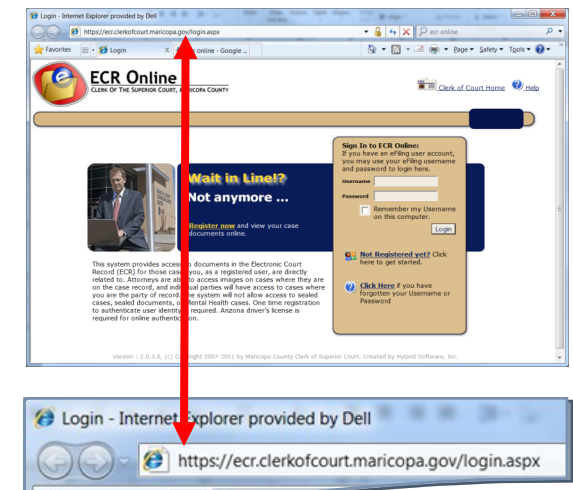 Login - Internet Explorer provided by Dell
https://ecr.clerkofcourt.maricopa.gov/login.aspx
ecr online
Favorites
Login
X
online - Google ...
Page
Safety
Tools
ECR Online
CLERK OF THE SUPERIOR COURT, COUNTY
Clerk of Court Home
Help
Wait in Line!?
Not anymore ...
Register now and view your case
documents online.
Sign In to ECR Online:
If you have an eFiling user account,
you may use your eFiling username
and password to login here.
Username
Password
Remember my Username
on this computer.
Login
Not Registered yet? Click
here to get started.
Click Here if you have
forgotten your Username or
Password
This system provides access to documents in the Electronic Court
Record (ECR) for those cases you, as a registered user, are directly
related to. Attorneys are able to access images on cases where they are
on the case record, and individual parties will have access to cases where
you are the party of record. The system will not allow access to sealed
cases, sealed documents, or Mental Health cases. One time registration
to authenticate user identity is required. Arizona driver's license is
required for online authentication.
Version : 2.0.3.0, (c) Copyright 2007-2011 by Maricopa County Clerk of Superior Court. Created by Hyland Software, Inc.
Login - Internet Explorer provided by Dell
https://ecr.clerkofcourt.maricopa.gov/login.aspx